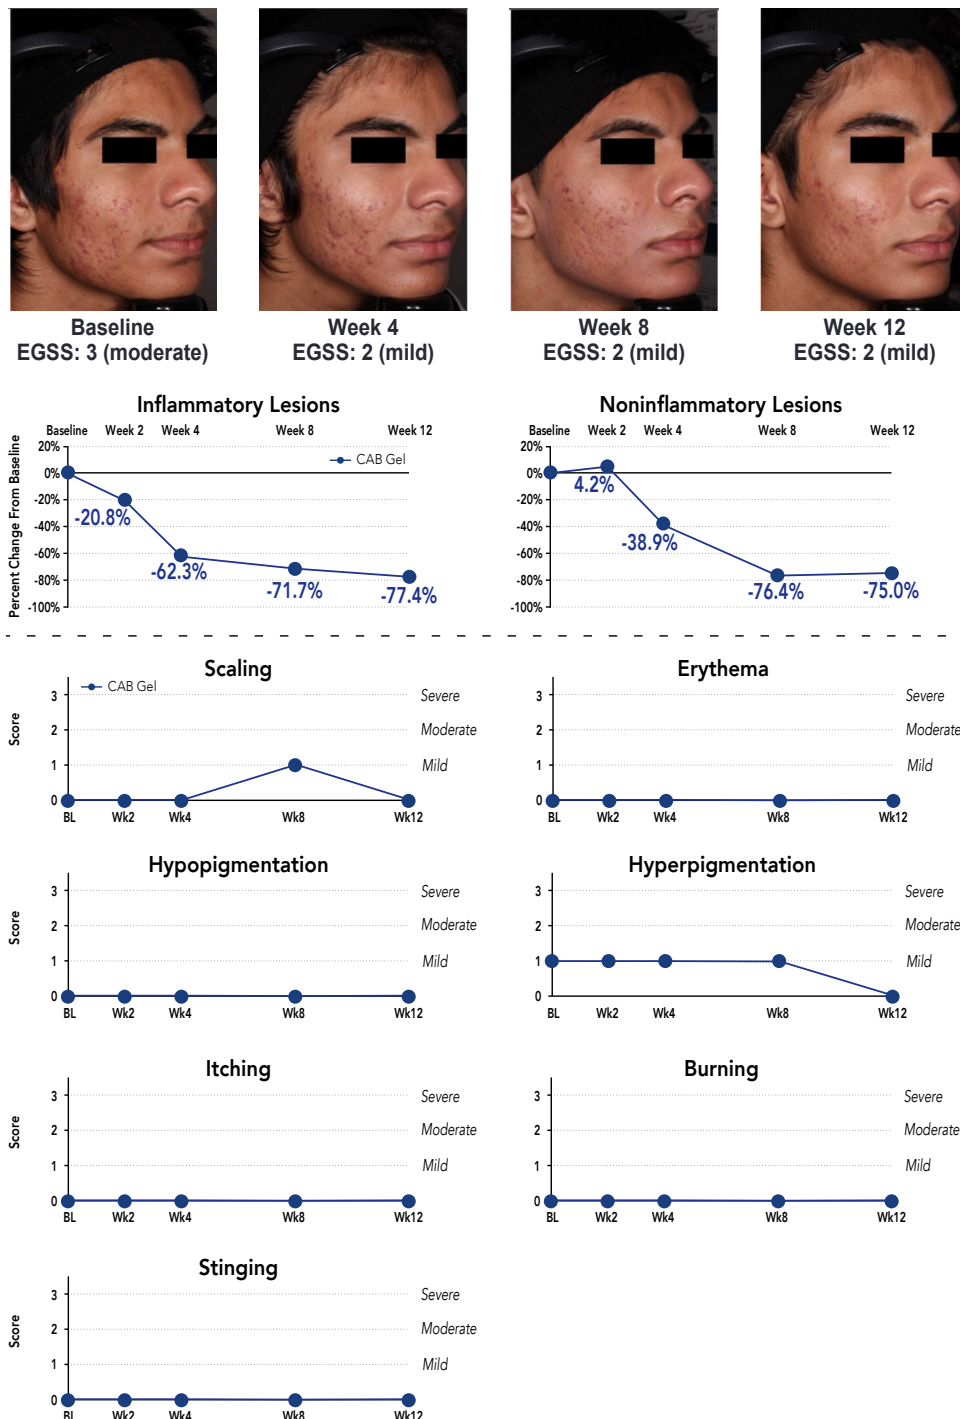 Baseline
EGSS: 3 (moderate)
Week 4
EGSS: 2 (mild)
Week 8
EGSS: 2 (mild)
Week 12
EGSS: 2 (mild)
Inflammatory Lesions
Baseline Week 2 Week 4 Week 8 Week 12
Percent Change From Baseline
20%
0%
-20%
-40%
-60%
-80%
-100%
CAB Gel
-20.8%
-62.3%
-71.7%
-77.4%
Noninflammatory Lesions
Baseline Week 2 Week 4 Week 8 Week 12
20%
0%
-20%
-40%
-60%
-80%
-100%
4.2%
-38.9%
-76.4%
-75.0%
Scaling
CAB Gel
Score
3
2
1
0
Severe
Moderate
Mild
BL Wk2 Wk4 Wk8 Wk12
Erythema
3
2
1
0
Severe
Moderate
Mild
BL Wk2 Wk4 Wk8 Wk12
Hypopigmentation
Score
3
2
1
0
Severe
Moderate
Mild
BL Wk2 Wk4 Wk8 Wk12
Hyperpigmentation
3
2
1
0
Severe
Moderate
Mild
BL Wk2 Wk4 Wk8 Wk12
Itching
Score
3
2
1
0
Severe
Moderate
Mild
BL Wk2 Wk4 Wk8 Wk12
Burning
3
2
1
0
Severe
Moderate
Mild
BL Wk2 Wk4 Wk8 Wk12
Stinging
Score
3
2
1
0
Severe
Moderate
Mild
BL Wk2 Wk4 Wk8 Wk12